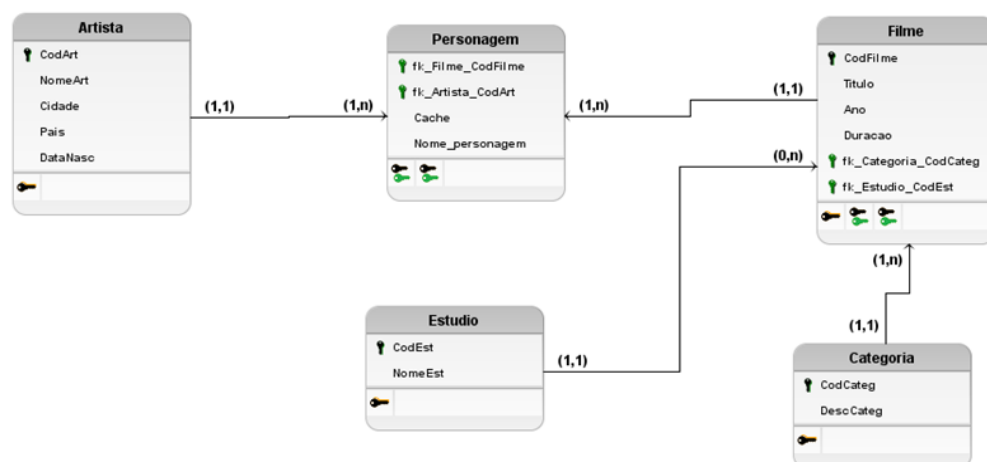 Artista
CodArt
NomeArt
Cidade
Pais
DataNasc
(1,1)
(1,n)
Personagem
fk_Filme_CodFilme
fk_Artista_CodArt
Cache
Nome_personagem
(1,n)
(1,1)
Filme
CodFilme
Titulo
Ano
Duracao
fk_Categoria_CodCateg
fk_Estudio_CodEst
(0,n)
(1,n)
Estudio
CodEst
NomeEst
(1,1)
(1,1)
Categoria
CodCateg
DescCateg